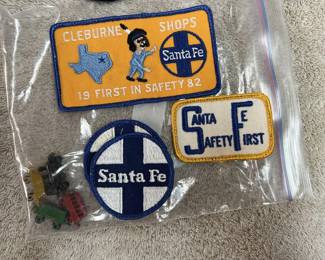 CLEBURNE SHOPS
Santa Fe
19 FIRST IN SAFETY 82
SANTA FE
SAFETY FIRST
Santa Fe